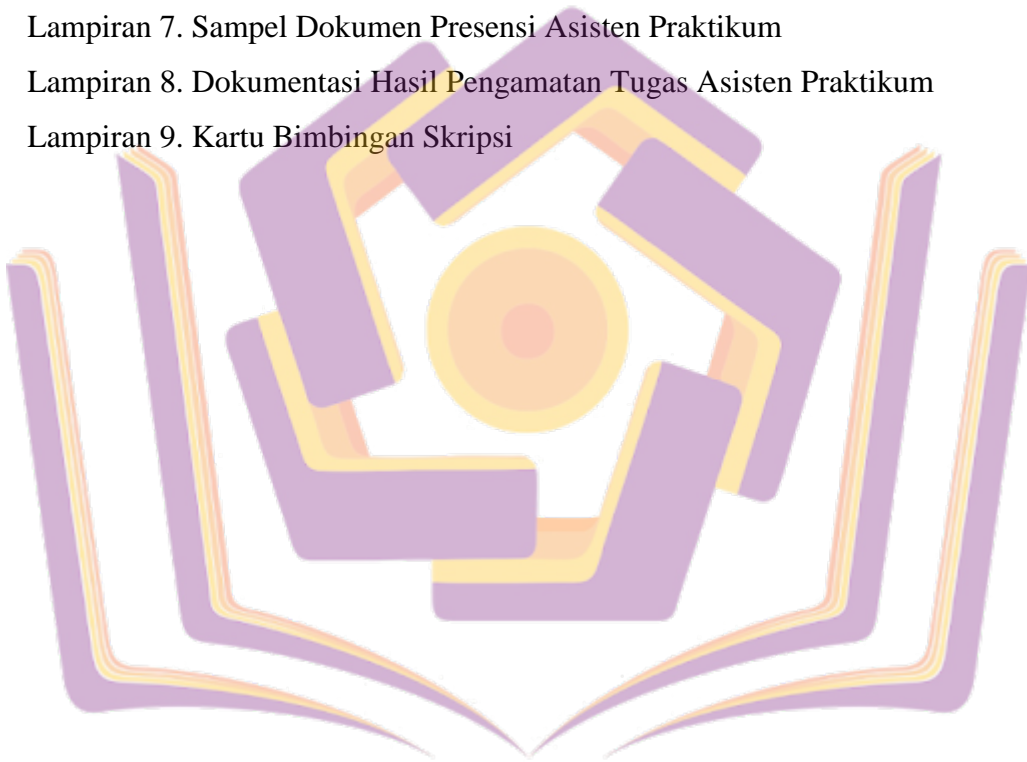 Lampiran 7. Sampel Dokumen Presensi Asisten Praktikum
Lampiran 8. Dokumentasi Hasil Pengamatan Tugas Asisten Praktikum
Lampiran 9. Kartu Bimbingan Skripsi